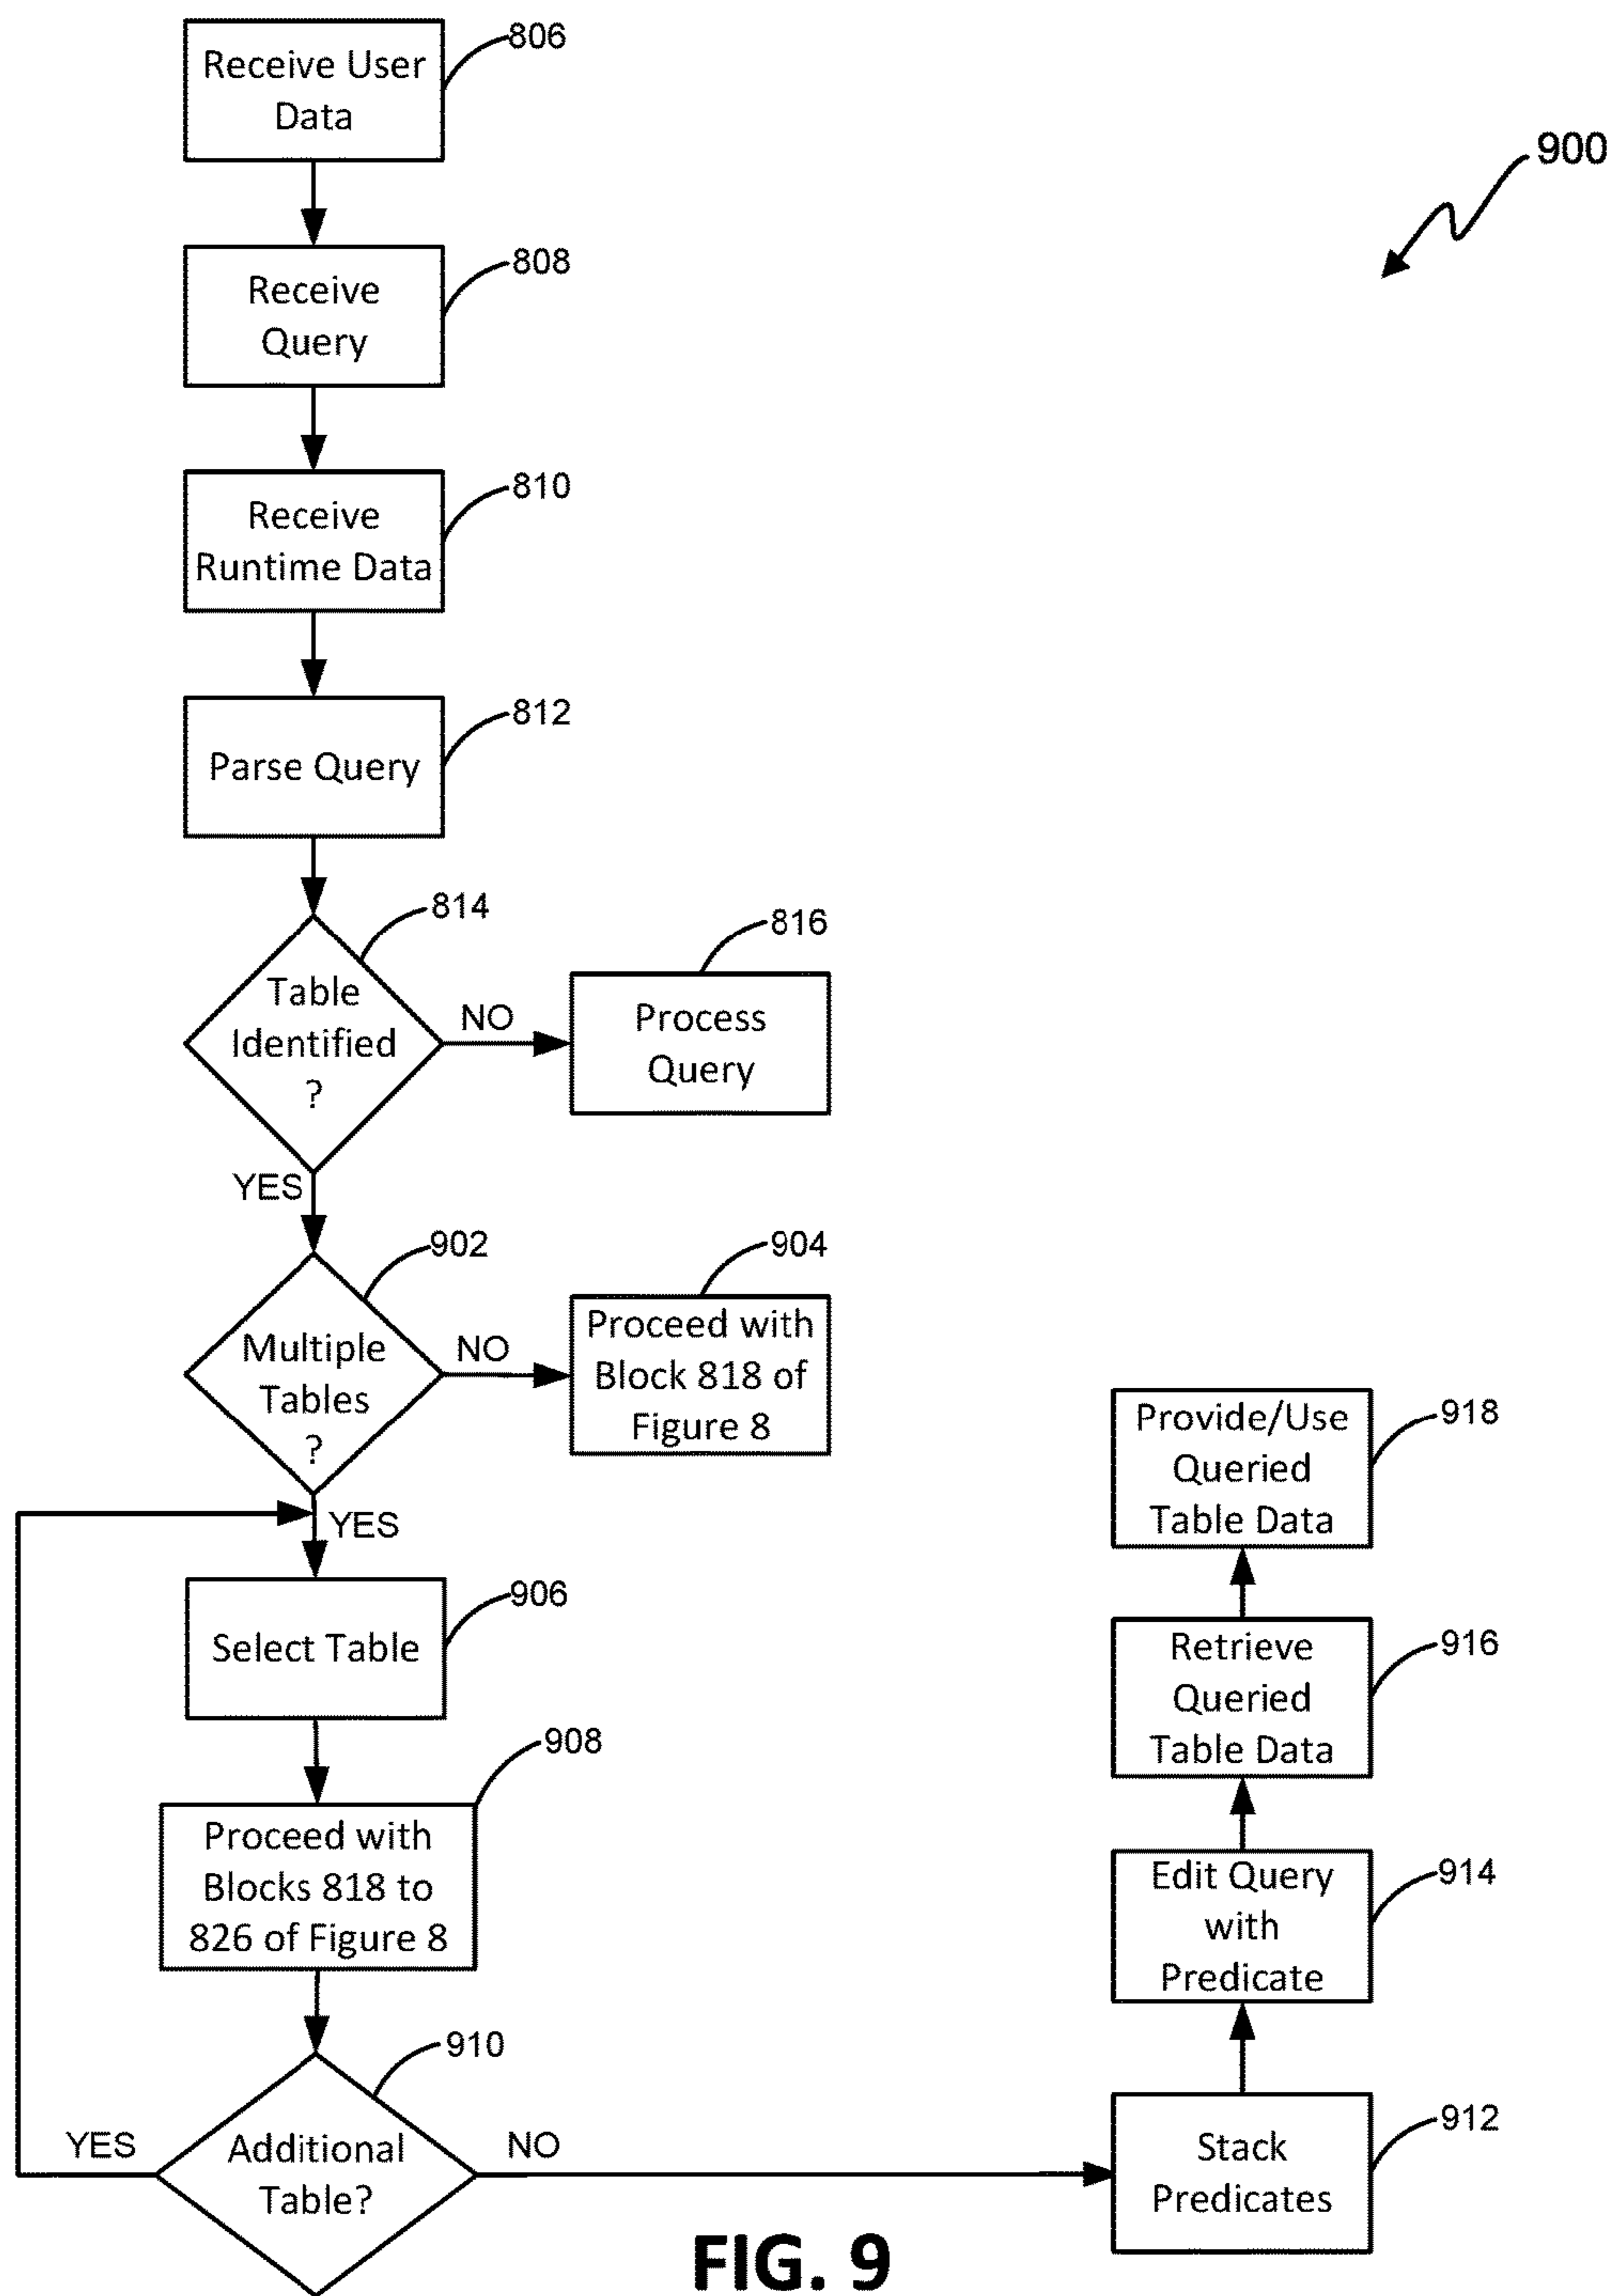 Receive User
Data
806
900
Receive
Query
808
Receive
Runtime Data
810
Parse Query
812
Table
Identified
?
814
NO
Process
Query
816
YES
Multiple
Tables
?
902
NO
Proceed with
Block 818 of
Figure 8
904
YES
Select Table
906
Proceed with
Blocks 818 to
826 of Figure 8
908
Additional
Table?
910
YES
NO
Stack
Predicates
912
Edit Query
with
Predicate
914
Retrieve
Queried
Table Data
916
Provide/Use
Queried
Table Data
918
FIG. 9